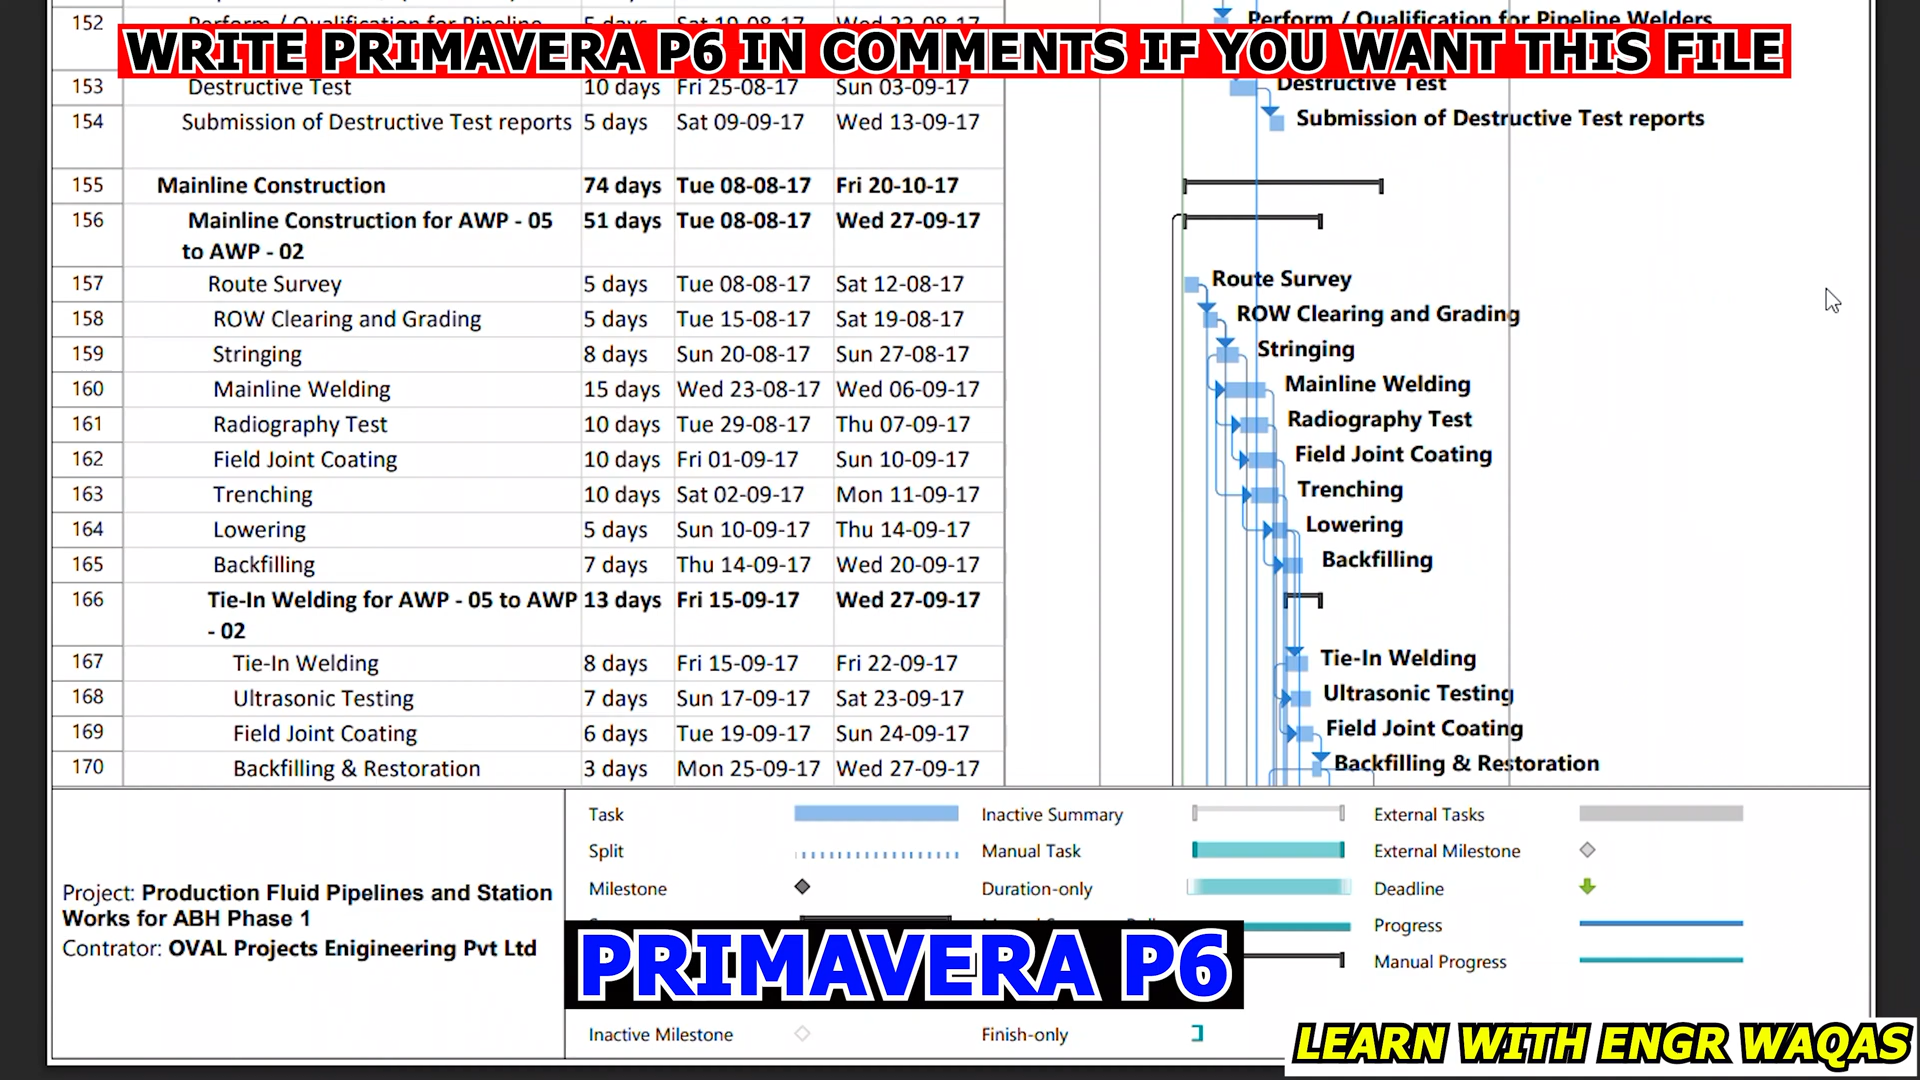 152 Perform / Qualification for Pipeline 5 days Sat 19-08-17 Wed 23-08-17 Perform / Qualification for Pipeline Welders
WRITE PRIMAVERA P6 IN COMMENTS IF YOU WANT THIS FILE
153 Destructive Test 10 days Fri 25-08-17 Sun 03-09-17 Destructive Test
154 Submission of Destructive Test reports 5 days Sat 09-09-17 Wed 13-09-17 Submission of Destructive Test reports
155 Mainline Construction 74 days Tue 08-08-17 Fri 20-10-17
156 Mainline Construction for AWP - 05 51 days Tue 08-08-17 Wed 27-09-17
to AWP - 02
157 Route Survey 5 days Tue 08-08-17 Sat 12-08-17 Route Survey
158 ROW Clearing and Grading 5 days Tue 15-08-17 Sat 19-08-17 ROW Clearing and Grading
159 Stringing 8 days Sun 20-08-17 Sun 27-08-17 Stringing
160 Mainline Welding 15 days Wed 23-08-17 Wed 06-09-17 Mainline Welding
161 Radiography Test 10 days Tue 29-08-17 Thu 07-09-17 Radiography Test
162 Field Joint Coating 10 days Fri 01-09-17 Sun 10-09-17 Field Joint Coating
163 Trenching 10 days Sat 02-09-17 Mon 11-09-17 Trenching
164 Lowering 5 days Sun 10-09-17 Thu 14-09-17 Lowering
165 Backfilling 7 days Thu 14-09-17 Wed 20-09-17 Backfilling
166 Tie-In Welding for AWP - 05 to AWP 13 days Fri 15-09-17 Wed 27-09-17
- 02
167 Tie-In Welding 8 days Fri 15-09-17 Fri 22-09-17 Tie-In Welding
168 Ultrasonic Testing 7 days Sun 17-09-17 Sat 23-09-17 Ultrasonic Testing
169 Field Joint Coating 6 days Tue 19-09-17 Sun 24-09-17 Field Joint Coating
170 Backfilling & Restoration 3 days Mon 25-09-17 Wed 27-09-17 Backfilling & Restoration
Task Inactive Summary External Tasks
Split Manual Task External Milestone
Milestone Duration-only Deadline
Progress
Manual Progress
Inactive Milestone Finish-only
Project: Production Fluid Pipelines and Station
Works for ABH Phase 1
Contrator: OVAL Projects Enigineering Pvt Ltd
PRIMAVERA P6
LEARN WITH ENGR WAQAS